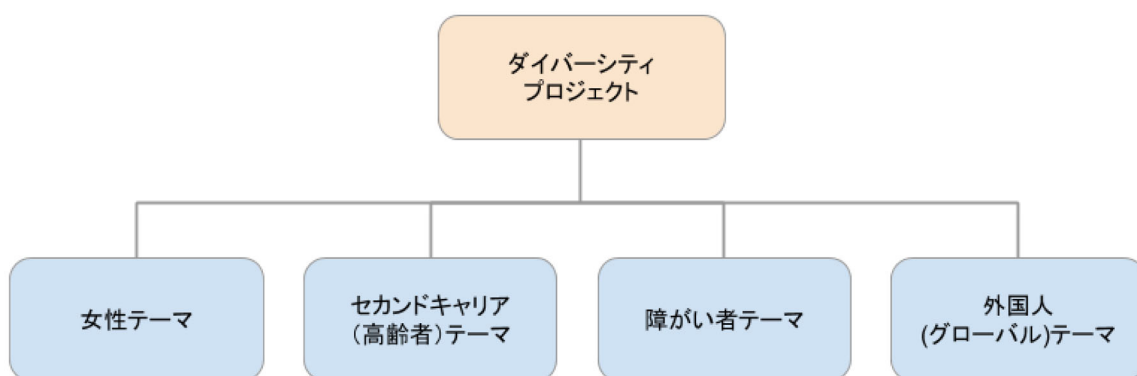 ダイバーシティ
プロジェクト
女性テーマ
セカンドキャリア
（高齢者）テーマ
障がい者テーマ
外国人
(グローバル)テーマ